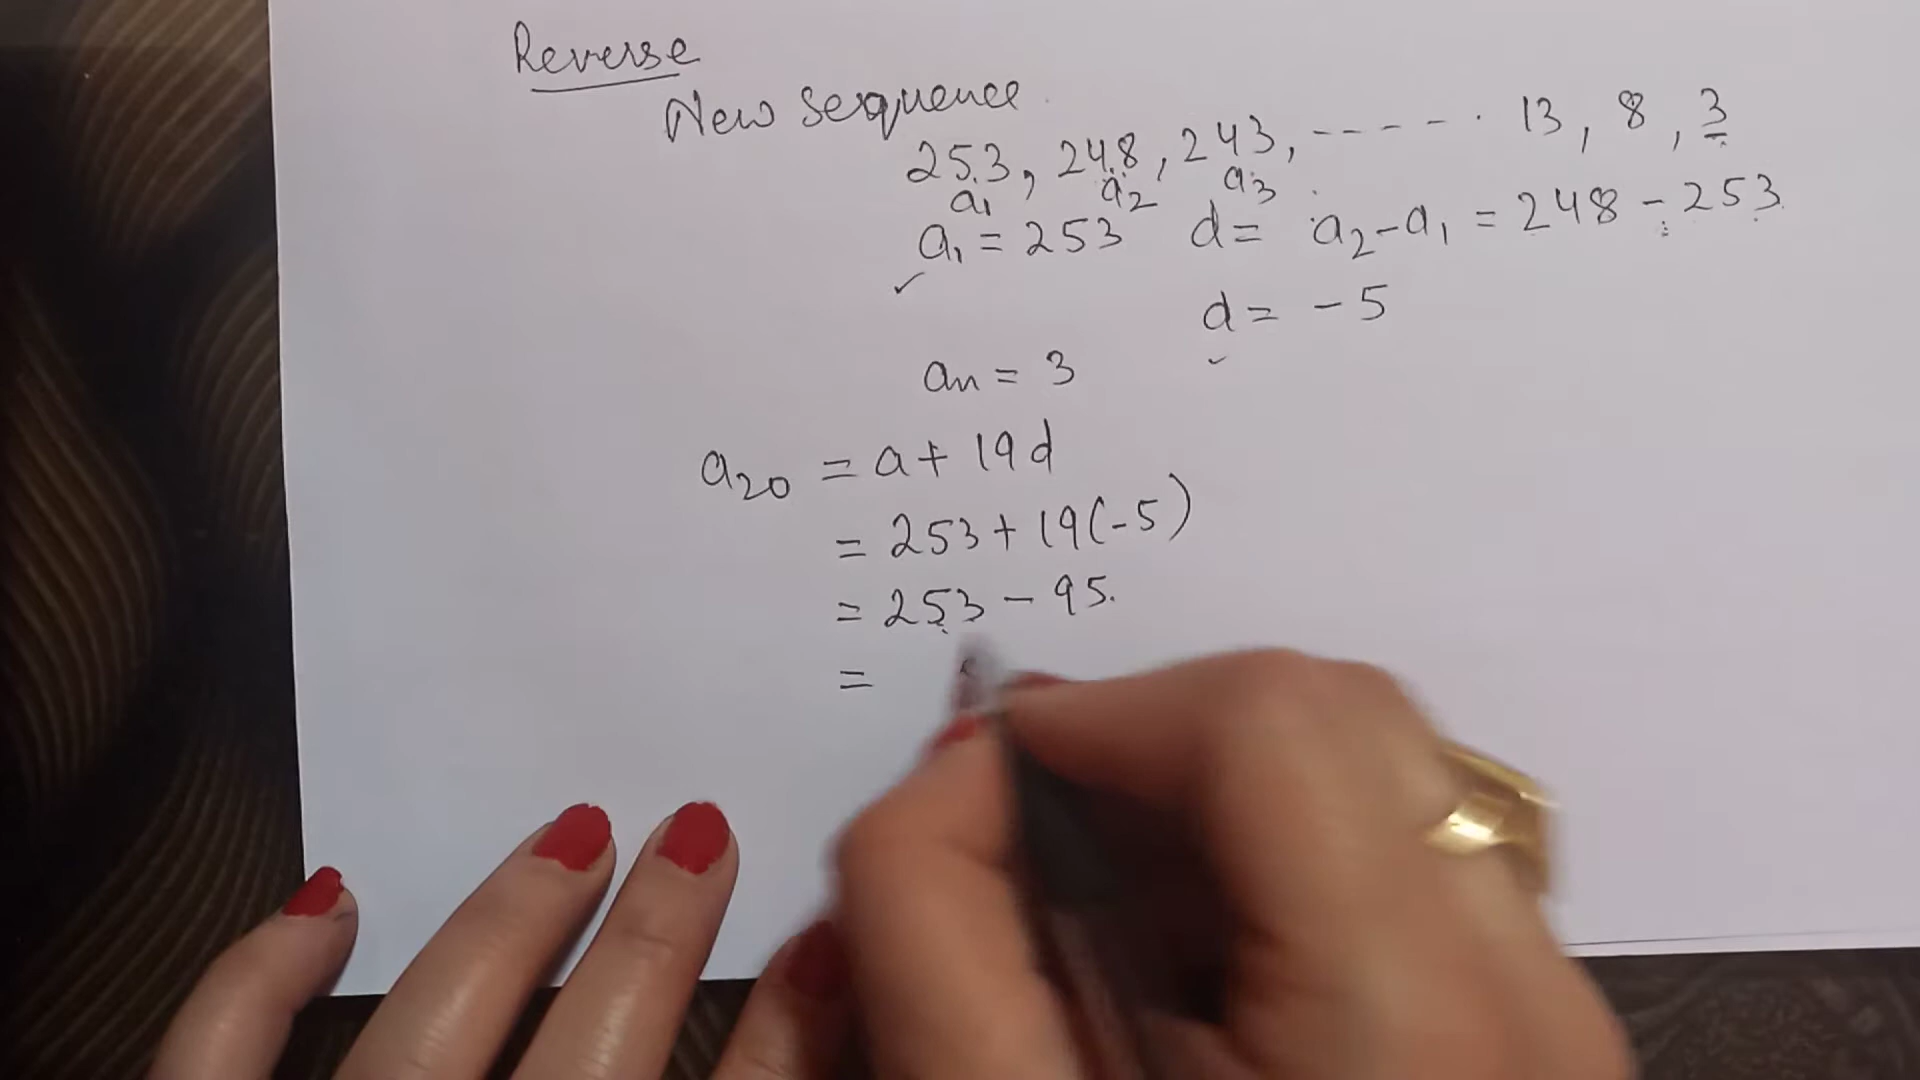 Reverse
New Sequence
253, 248, 243, ----- 13, 8, 3
a1 a2 a3
a1 = 253 d = a2 - a1 = 248 - 253
d = -5
an = 3
a20 = a + 19d
= 253 + 19(-5)
= 253 - 95.
=